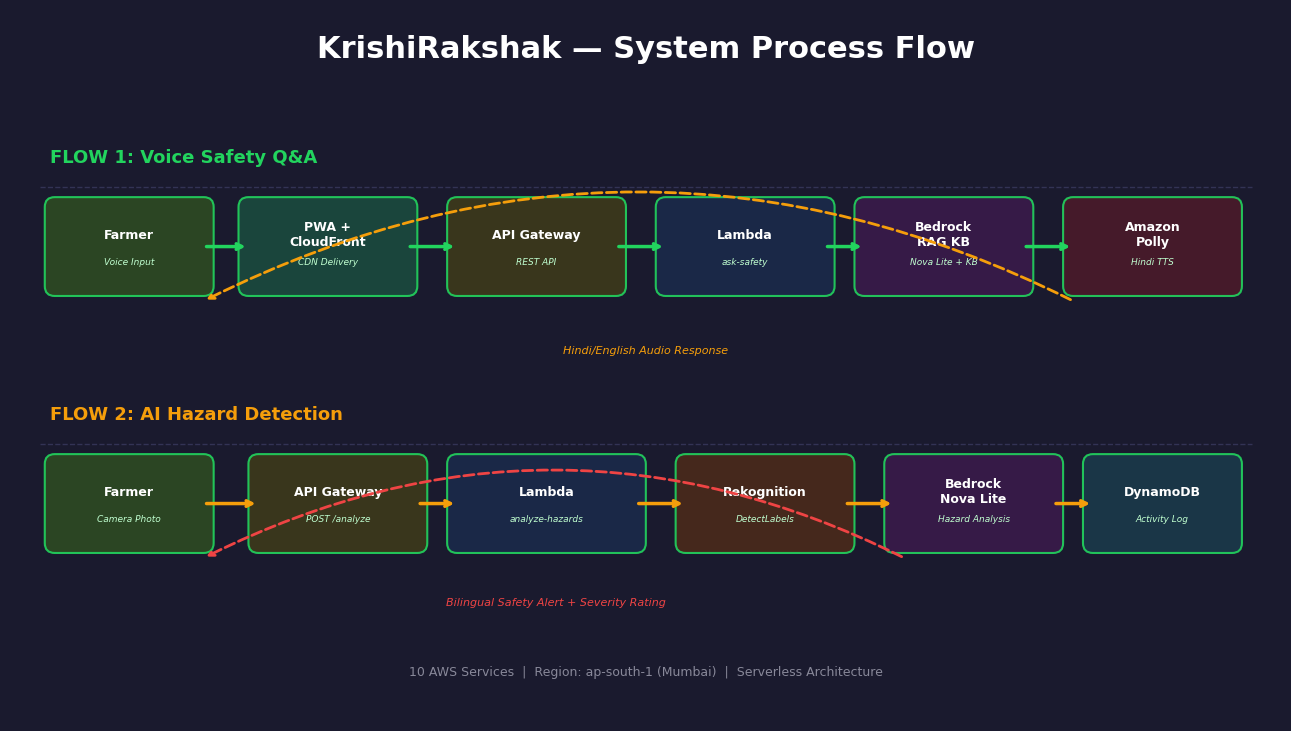 KrishiRakshak — System Process Flow
FLOW 1: Voice Safety Q&A
Farmer
Voice Input
PWA +
CloudFront
CDN Delivery
API Gateway
REST API
Lambda
ask-safety
Bedrock
RAG KB
Nova Lite + KB
Amazon
Polly
Hindi TTS
Hindi/English Audio Response
FLOW 2: AI Hazard Detection
Farmer
Camera Photo
API Gateway
POST /analyze
Lambda
analyze-hazards
Rekognition
DetectLabels
Bedrock
Nova Lite
Hazard Analysis
DynamoDB
Activity Log
Bilingual Safety Alert + Severity Rating
10 AWS Services | Region: ap-south-1 (Mumbai) | Serverless Architecture